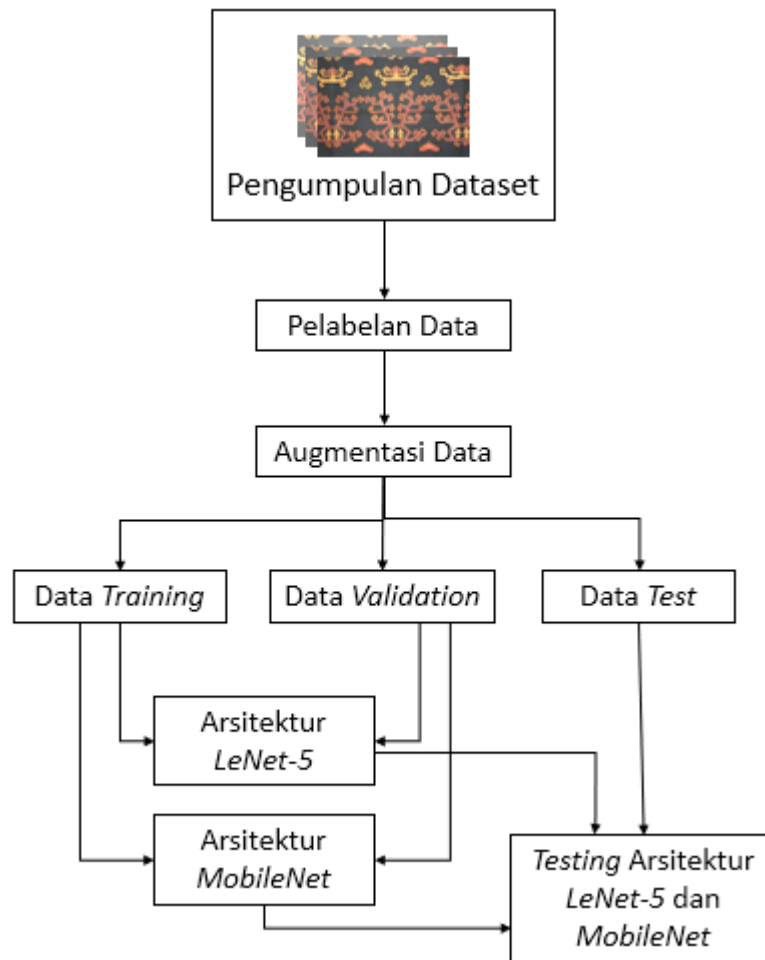 Pengumpulan Dataset
Pelabelan Data
Augmentasi Data
Data Training
Data Validation
Data Test
Arsitektur
LeNet-5
Arsitektur
MobileNet
Testing Arsitektur
LeNet-5 dan
MobileNet